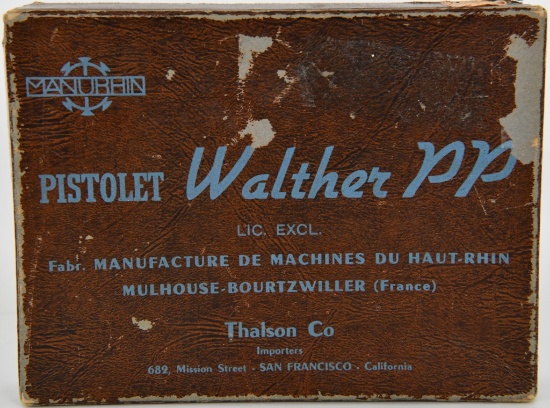 MANURHIN
PISTOLET Walther PP
LIC. EXCL.
Fabr. MANUFACTURE DE MACHINES DU HAUT-RHIN
MULHOUSE-BOURTZWILLER (France)
Thalson Co
Importers
689, Mission Street - SAN FRANCISCO - California